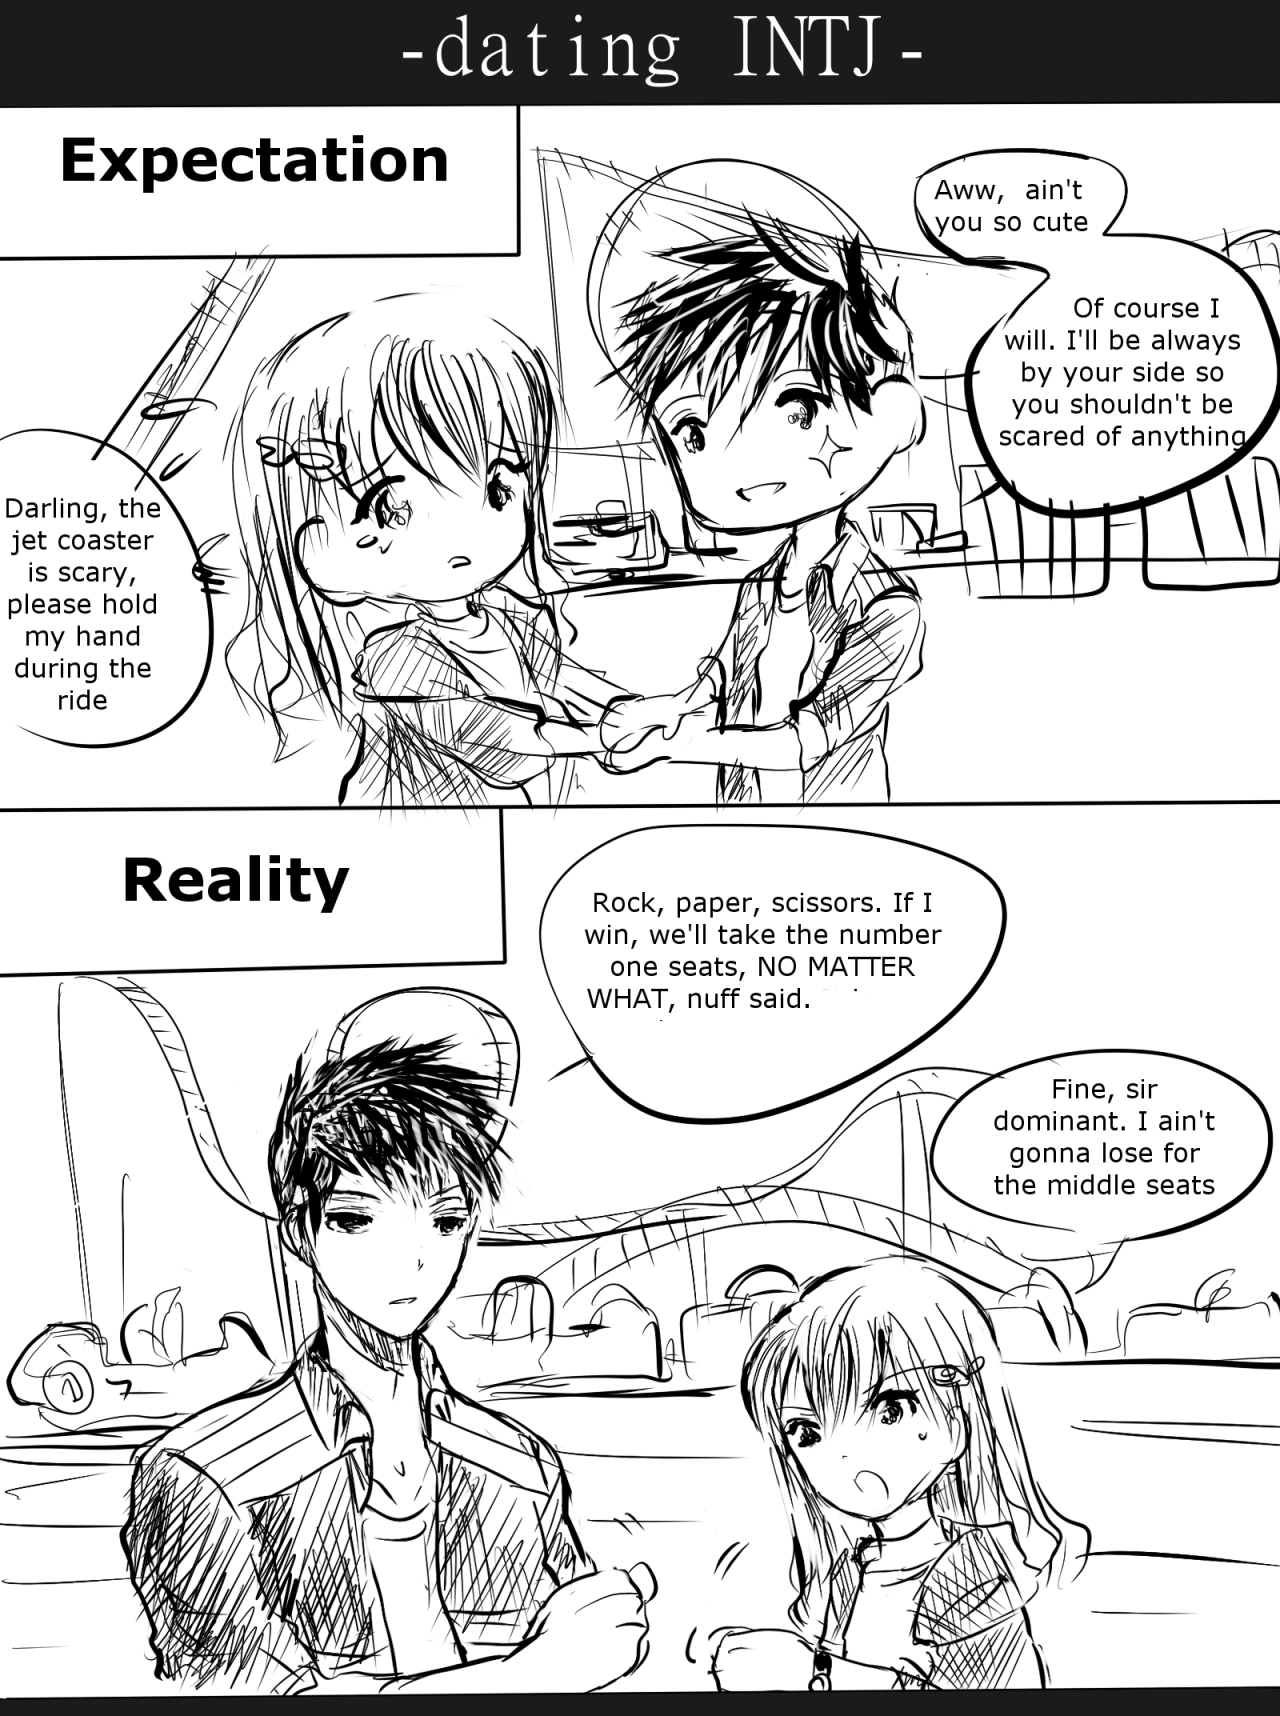 -dating INTJ-
Expectation
Aww, ain't
you so cute
Of course I
will. I'll be always
by your side so
you shouldn't be
scared of anything
Darling, the
jet coaster
is scary,
please hold
my hand
during the
ride
Reality
Rock, paper, scissors. If I
win, we'll take the number
one seats, NO MATTER
WHAT, nuff said.
Fine, sir
dominant. I ain't
gonna lose for
the middle seats